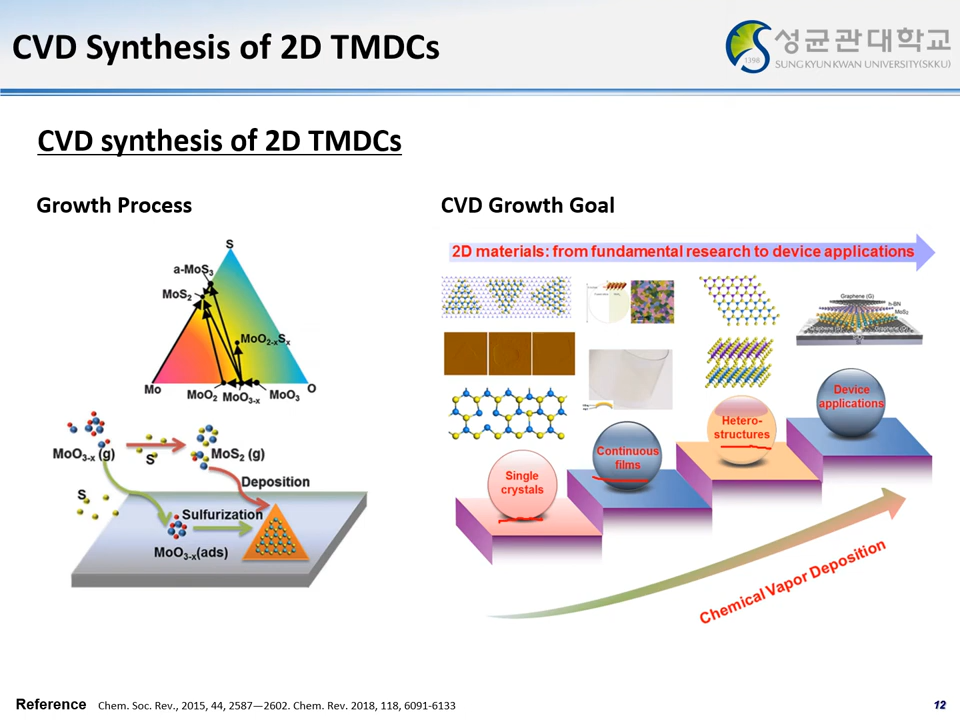 CVD Synthesis of 2D TMDCs
성균관대학교
1398
SUNG KYUN KWAN UNIVERSITY(SKKU)
CVD synthesis of 2D TMDCs
Growth Process
CVD Growth Goal
S
a-MoS₃
MoS₂
MoO₂₋ₓSₓ
Mo
MoO₂
MoO₃₋ₓ
MoO₃
O
MoO₃₋ₓ (g)
S
MoS₂ (g)
Deposition
S
Sulfurization
MoO₃₋ₓ(ads)
2D materials: from fundamental research to device applications
Graphene (G)
h-BN
MoS₂
Single
crystals
Continuous
films
Hetero-
structures
Device
applications
Chemical Vapor Deposition
Reference Chem. Soc. Rev., 2015, 44, 2587—2602. Chem. Rev. 2018, 118, 6091-6133
12